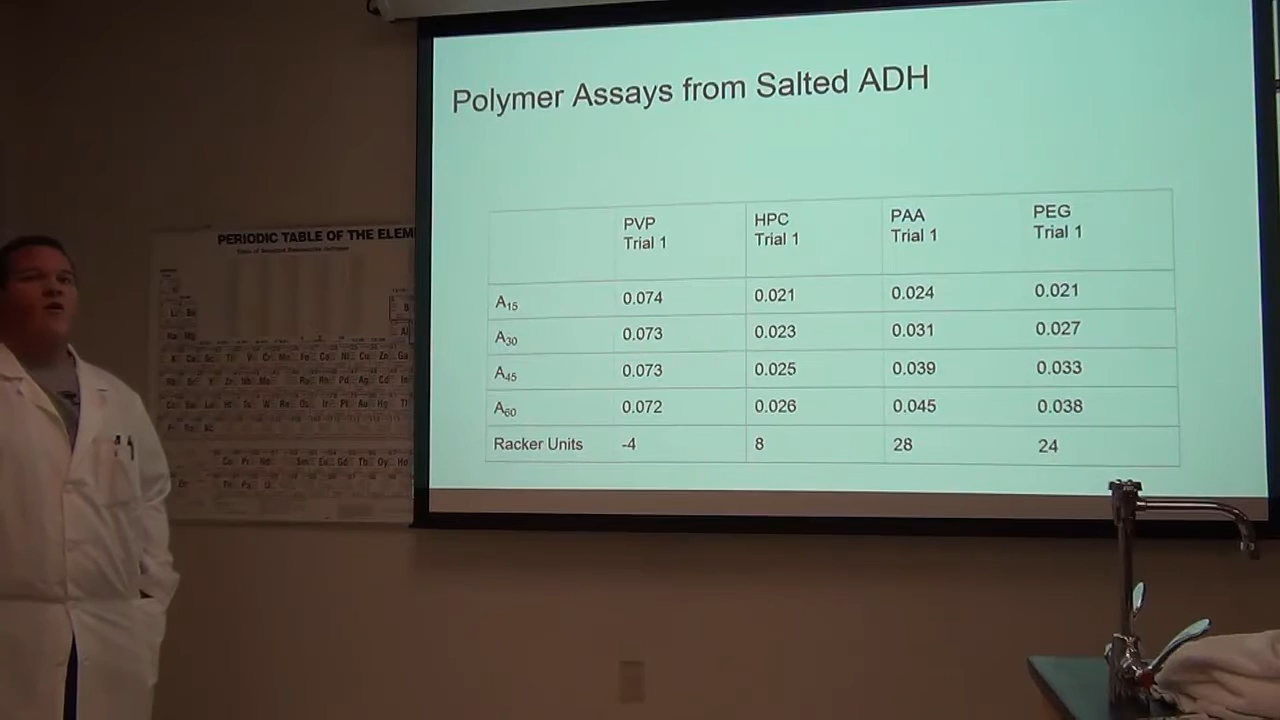 Polymer Assays from Salted ADH
PVP HPC PAA PEG
Trial 1 Trial 1 Trial 1 Trial 1
A15 0.074 0.021 0.024 0.021
A30 0.073 0.023 0.031 0.027
A45 0.073 0.025 0.039 0.033
A60 0.072 0.026 0.045 0.038
Racker Units -4 8 28 24
PERIODIC TABLE OF THE ELEM